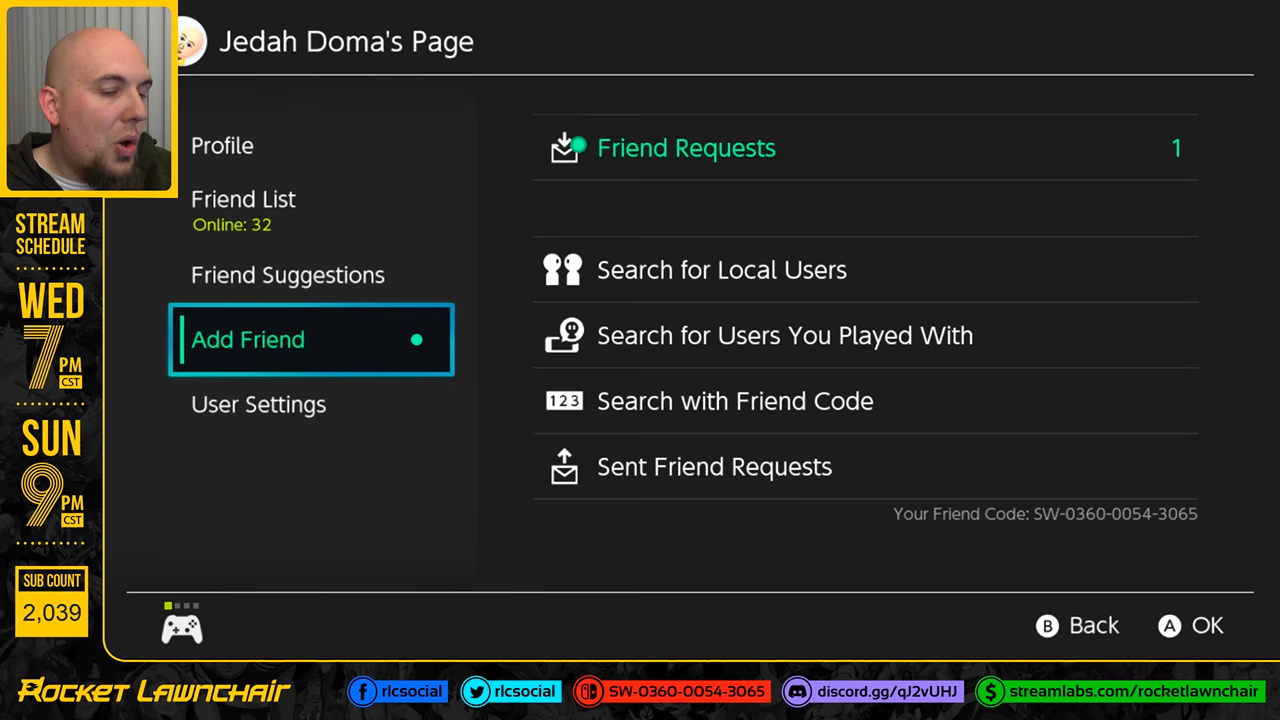 Jedah Doma's Page
Profile
Friend List
Online: 32
Friend Suggestions
Add Friend
User Settings
Friend Requests 1
Search for Local Users
Search for Users You Played With
123 Search with Friend Code
Sent Friend Requests
Your Friend Code: SW-0360-0054-3065
B Back A OK
STREAM
SCHEDULE
WED
7 PM
CST
SUN
9 PM
CST
SUB COUNT
2,039
ROCKET LAWNCHAIR rlcsocial rlcsocial SW-0360-0054-3065 discord.gg/qJ2vUHJ $ streamlabs.com/rocketlawnchair